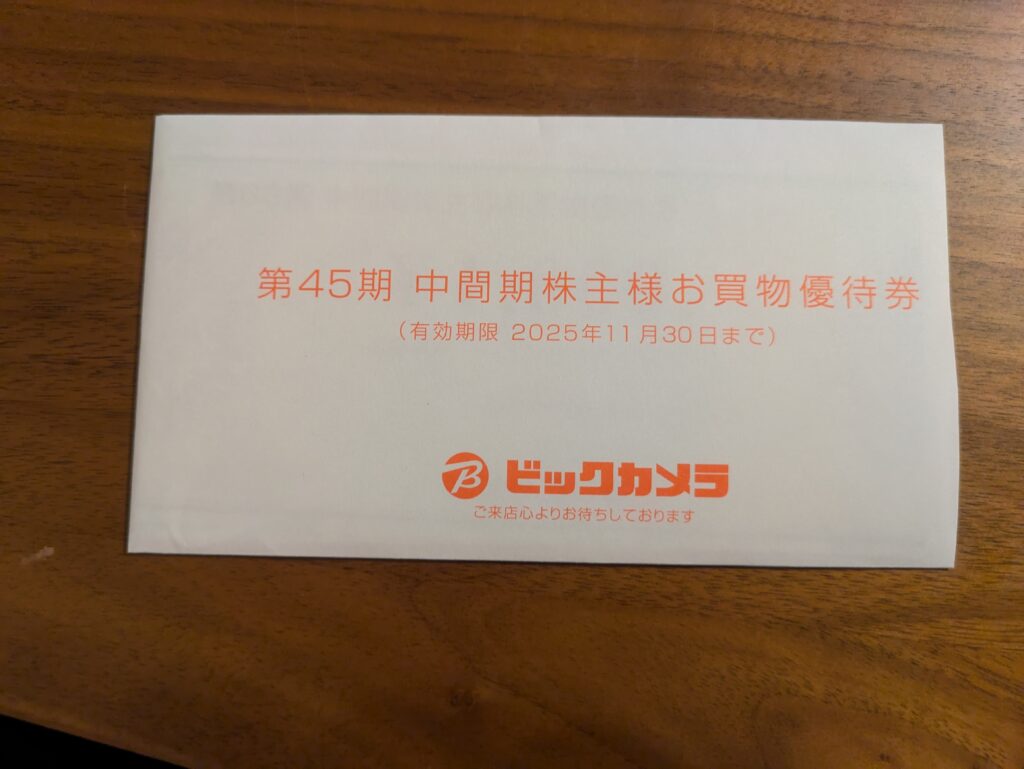 第45期 中間期株主様お買物優待券
（有効期限 2025年11月30日まで）
B ビックカメラ
ご来店心よりお待ちしております